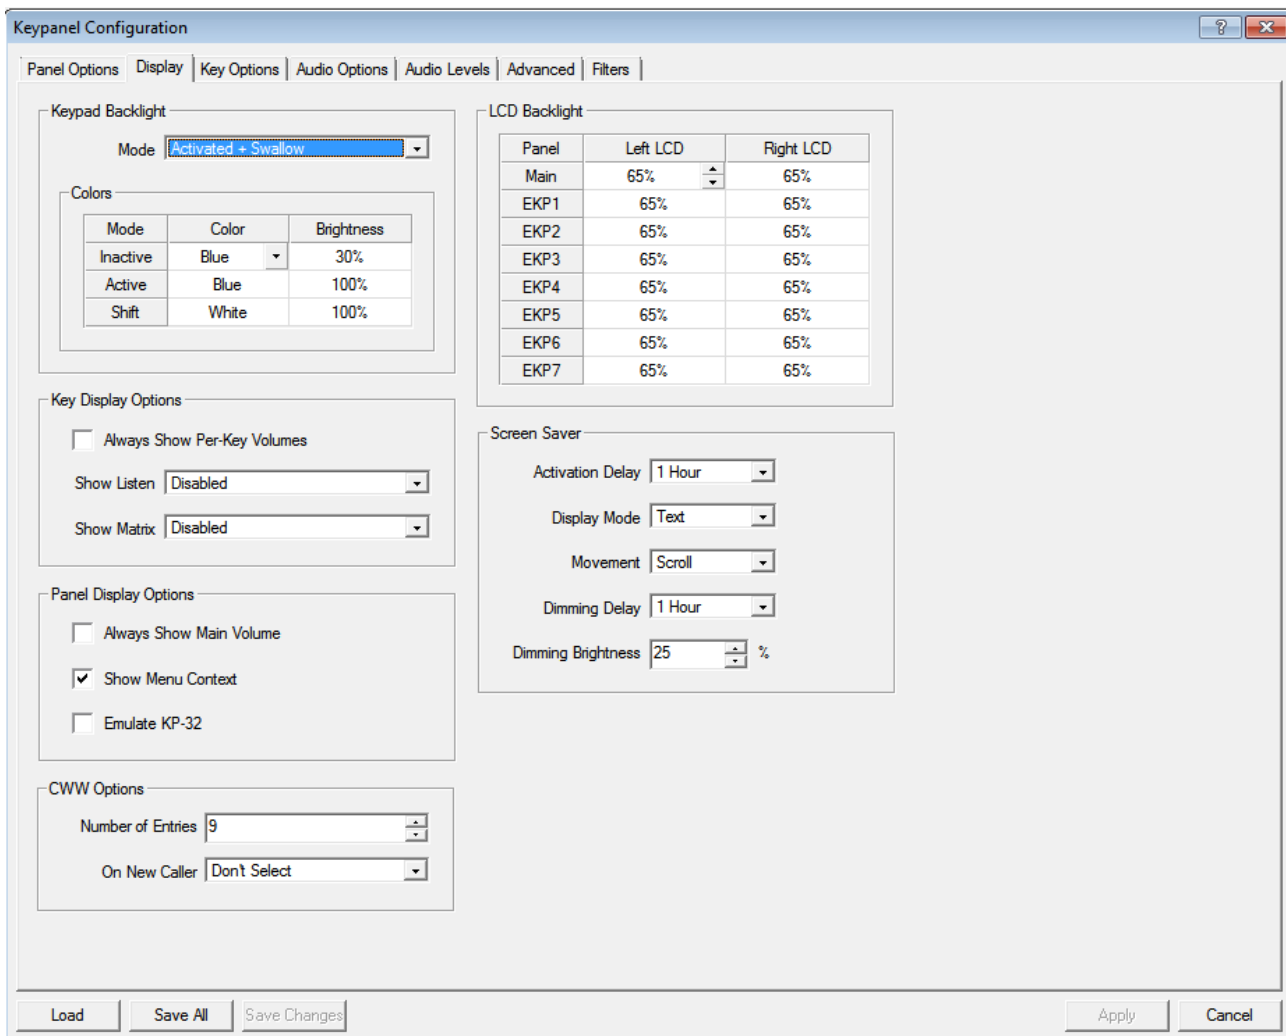 Keypanel Configuration
Panel Options Display Key Options Audio Options Audio Levels Advanced Filters
Keypad Backlight
Mode Activated + Swallow
Colors
Mode Color Brightness
Inactive Blue 30%
Active Blue 100%
Shift White 100%
Key Display Options
Always Show Per-Key Volumes
Show Listen Disabled
Show Matrix Disabled
Panel Display Options
Always Show Main Volume
Show Menu Context
Emulate KP-32
CWW Options
Number of Entries 9
On New Caller Don't Select
LCD Backlight
Panel Left LCD Right LCD
Main 65% 65%
EKP1 65% 65%
EKP2 65% 65%
EKP3 65% 65%
EKP4 65% 65%
EKP5 65% 65%
EKP6 65% 65%
EKP7 65% 65%
Screen Saver
Activation Delay 1 Hour
Display Mode Text
Movement Scroll
Dimming Delay 1 Hour
Dimming Brightness 25 %
Load Save All Save Changes Apply Cancel